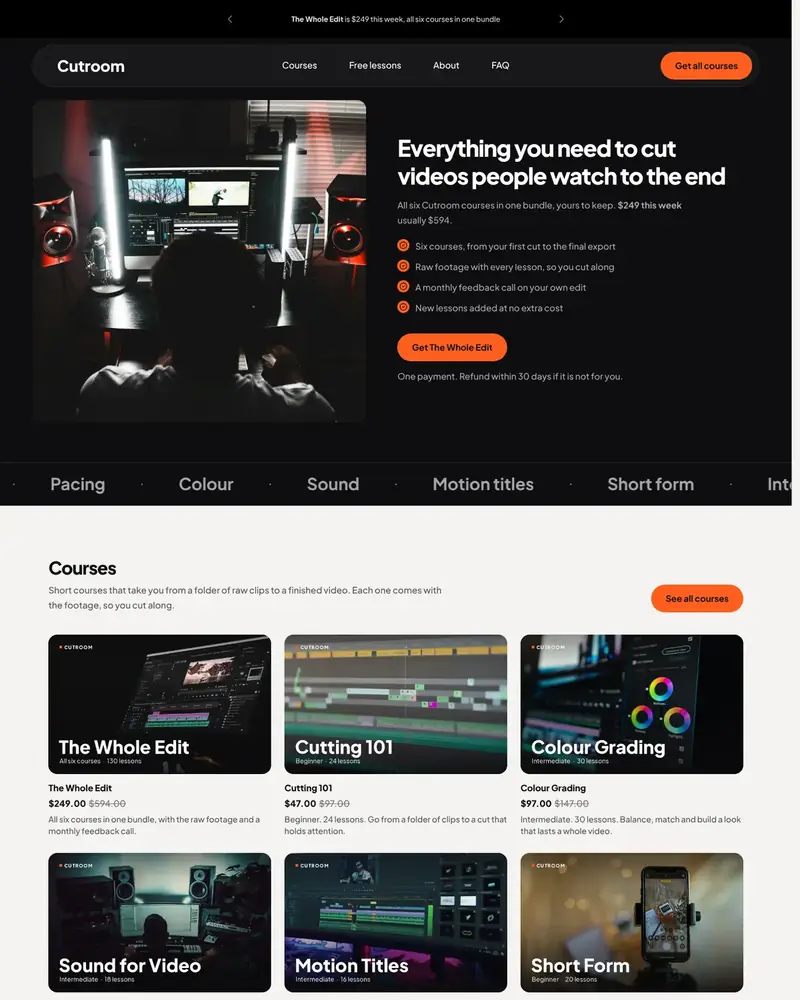 The Whole Edit is $249 this week, all six courses in one bundle
Cutroom
Courses
Free lessons
About
FAQ
Get all courses
Everything you need to cut
videos people watch to the end
All six Cutroom courses in one bundle, yours to keep. $249 this week
usually $594.
Six courses, from your first cut to the final export
Raw footage with every lesson, so you cut along
A monthly feedback call on your own edit
New lessons added at no extra cost
Get The Whole Edit
One payment. Refund within 30 days if it is not for you.
· Pacing · Colour · Sound · Motion titles · Short form · Inte
Courses
Short courses that take you from a folder of raw clips to a finished video. Each one comes with
the footage, so you cut along.
See all courses
CUTROOM
The Whole Edit
All six courses · 130 lessons
The Whole Edit
$249.00 $594.00
All six courses in one bundle, with the raw footage and a
monthly feedback call.
CUTROOM
Cutting 101
Beginner · 24 lessons
Cutting 101
$47.00 $97.00
Beginner. 24 lessons. Go from a folder of clips to a cut that
holds attention.
CUTROOM
Colour Grading
Intermediate · 30 lessons
Colour Grading
$97.00 $147.00
Intermediate. 30 lessons. Balance, match and build a look
that lasts a whole video.
CUTROOM
Sound for Video
Intermediate · 18 lessons
CUTROOM
Motion Titles
Intermediate · 16 lessons
CUTROOM
Short Form
Beginner · 20 lessons